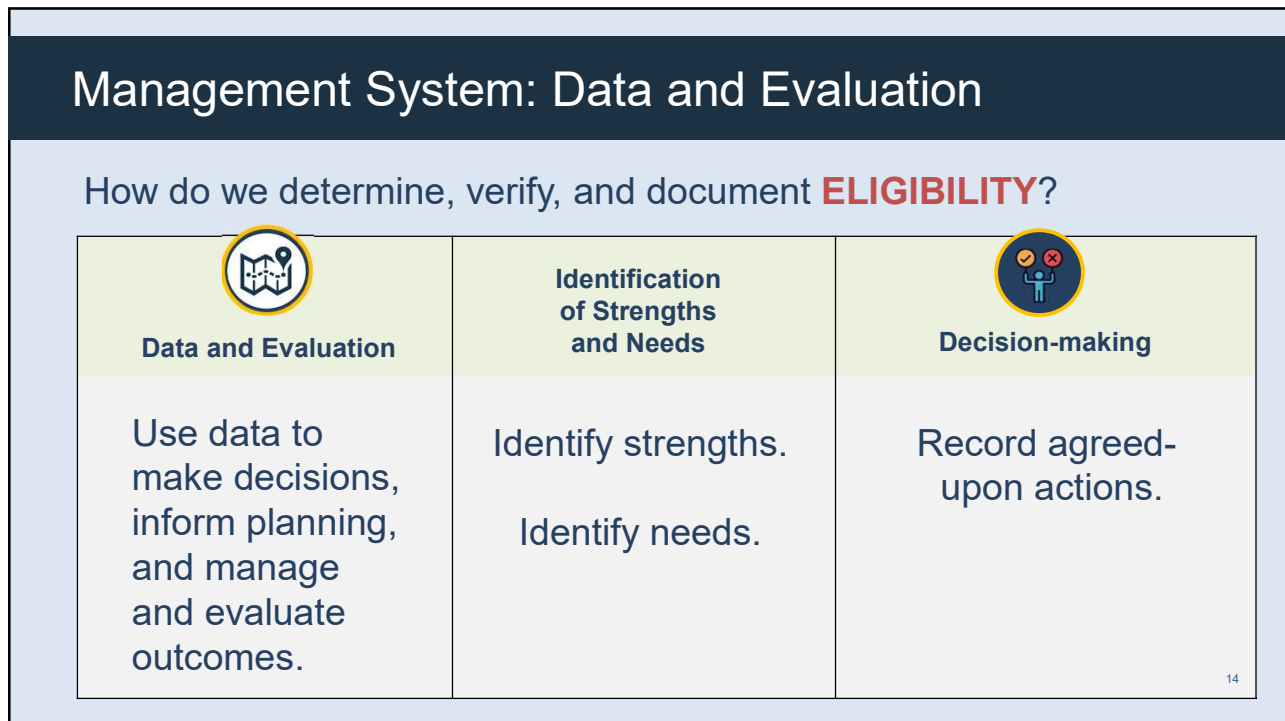 Management System: Data and Evaluation
How do we determine, verify, and document ELIGIBILITY?
Data and Evaluation
Identification
of Strengths
and Needs
Decision-making
Use data to
make decisions,
inform planning,
and manage
and evaluate
outcomes.
Identify strengths.
Identify needs.
Record agreed-
upon actions.
14